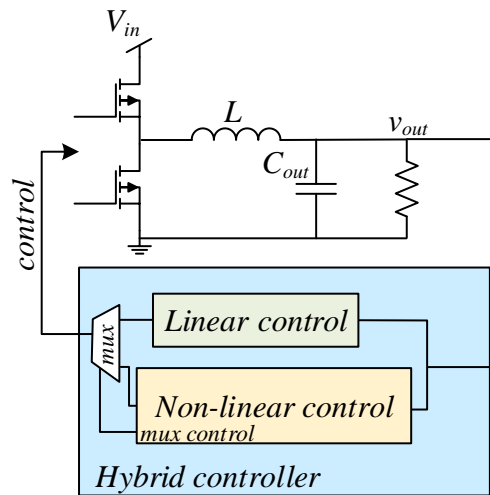 V_in
L
v_out
C_out
control
Linear control
mux
Non-linear control
mux control
Hybrid controller